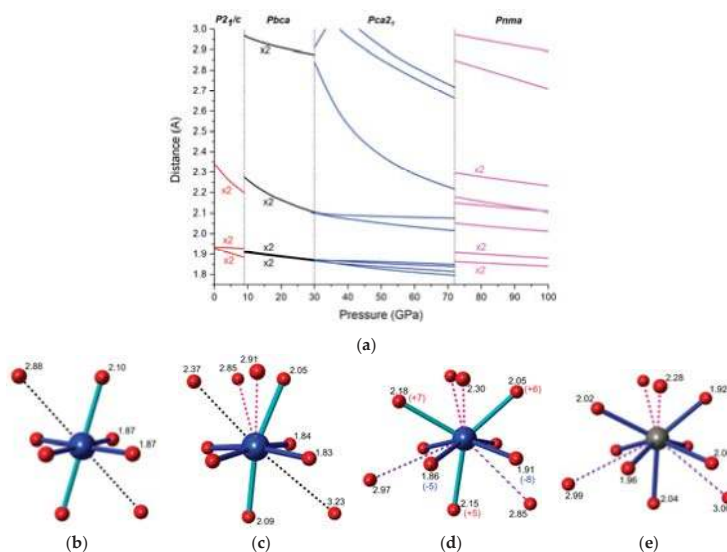 P2₁/c Pbca Pca2₁ Pnma
3.0
2.9
2.8
2.7
2.6
2.5
2.4
2.3
2.2
2.1
2.0
1.9
1.8
Distance (A)
x2
x2
x2
x2
x2
x2
x2
x2
x2
x2
0 10 20 30 40 50 60 70 80 90 100
Pressure (GPa)
(a)
2.88 2.10
1.87
1.87
2.37 2.85 2.91 2.05
1.84
1.83
3.23
2.09
2.30
2.18 (+7) 2.05 (+6)
1.86 (-5) 1.91 (-8)
2.97 2.15 (+5) 2.85
2.28
2.02 1.92
1.96
2.99 2.04
(b) (c) (d) (e)